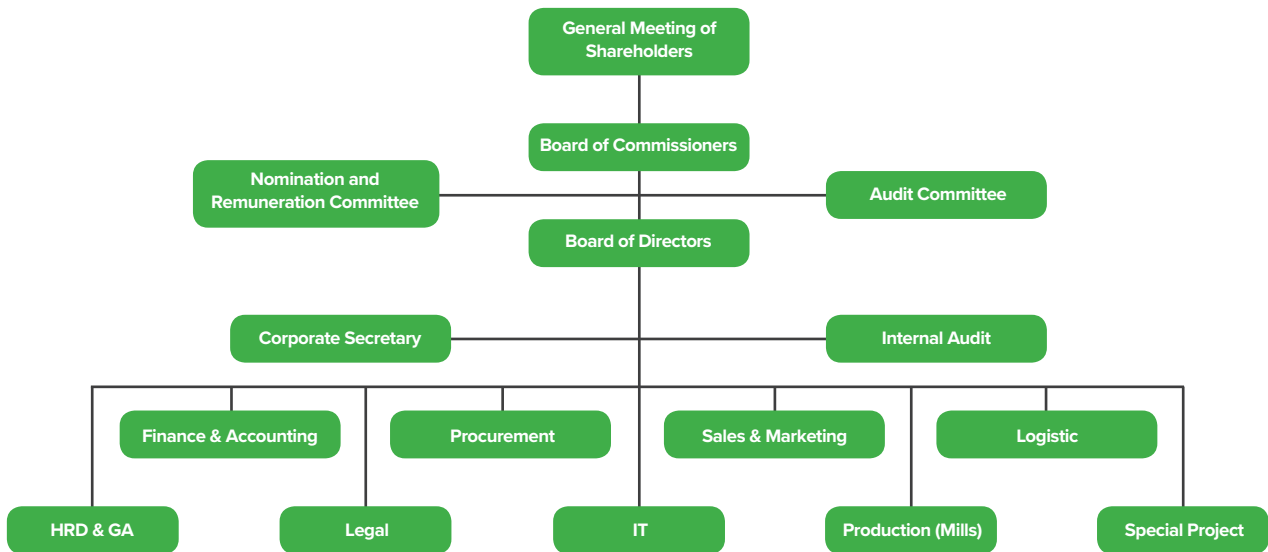 General Meeting of
Shareholders
Board of Commissioners
Nomination and
Remuneration Committee
Audit Committee
Board of Directors
Corporate Secretary
Internal Audit
Finance & Accounting
Procurement
Sales & Marketing
Logistic
HRD & GA
Legal
IT
Production (Mills)
Special Project